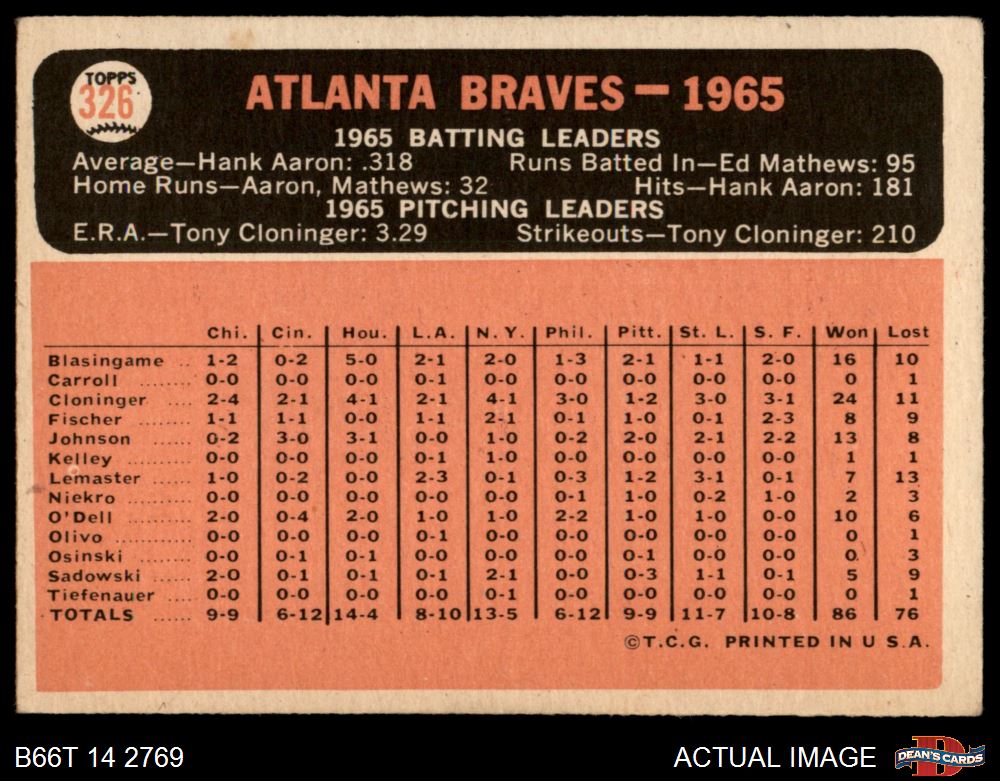 TOPPS
326
ATLANTA BRAVES — 1965
1965 BATTING LEADERS
Average—Hank Aaron: .318 Runs Batted In—Ed Mathews: 95
Home Runs—Aaron, Mathews: 32 Hits—Hank Aaron: 181
1965 PITCHING LEADERS
E.R.A.—Tony Cloninger: 3.29 Strikeouts—Tony Cloninger: 210
Chi. Cin. Hou. L.A. N.Y. Phil. Pitt. St. L. S. F. Won Lost
Blasingame .. 1-2 0-2 5-0 2-1 2-0 1-3 2-1 1-1 2-0 16 10
Carroll ........ 0-0 0-0 0-0 0-1 0-0 0-0 0-0 0-0 0-0 0 1
Cloninger .... 2-4 2-1 4-1 2-1 4-1 3-0 1-2 3-0 3-1 24 11
Fischer ........ 1-1 1-1 0-0 1-1 2-1 0-1 1-0 0-1 2-3 8 9
Johnson ...... 0-2 3-0 3-1 0-0 1-0 0-2 2-0 2-1 2-2 13 8
Kelley .......... 0-0 0-0 0-0 0-1 1-0 0-0 0-0 0-0 0-0 1 1
Lemaster .... 1-0 0-2 0-0 2-3 0-1 0-3 1-2 3-1 0-1 7 13
Niekro ........ 0-0 0-0 0-0 0-0 0-0 0-1 1-0 0-2 1-0 2 3
O'Dell .......... 2-0 0-4 2-0 1-0 1-0 2-2 1-0 1-0 0-0 10 6
Olivo ............ 0-0 0-0 0-0 0-1 0-0 0-0 0-0 0-0 0-0 0 1
Osinski ........ 0-0 0-1 0-1 0-0 0-0 0-0 0-1 0-0 0-0 0 3
Sadowski ...... 2-0 0-1 0-1 0-1 2-1 0-0 0-3 1-1 0-1 5 9
Tiefenauer .... 0-0 0-0 0-0 0-0 0-1 0-0 0-0 0-0 0-0 0 1
TOTALS ...... 9-9 6-12 14-4 8-10 13-5 6-12 9-9 11-7 10-8 86 76
©T.C.G. PRINTED IN U S.A.
B66T 14 2769 ACTUAL IMAGE DEAN'S CARDS